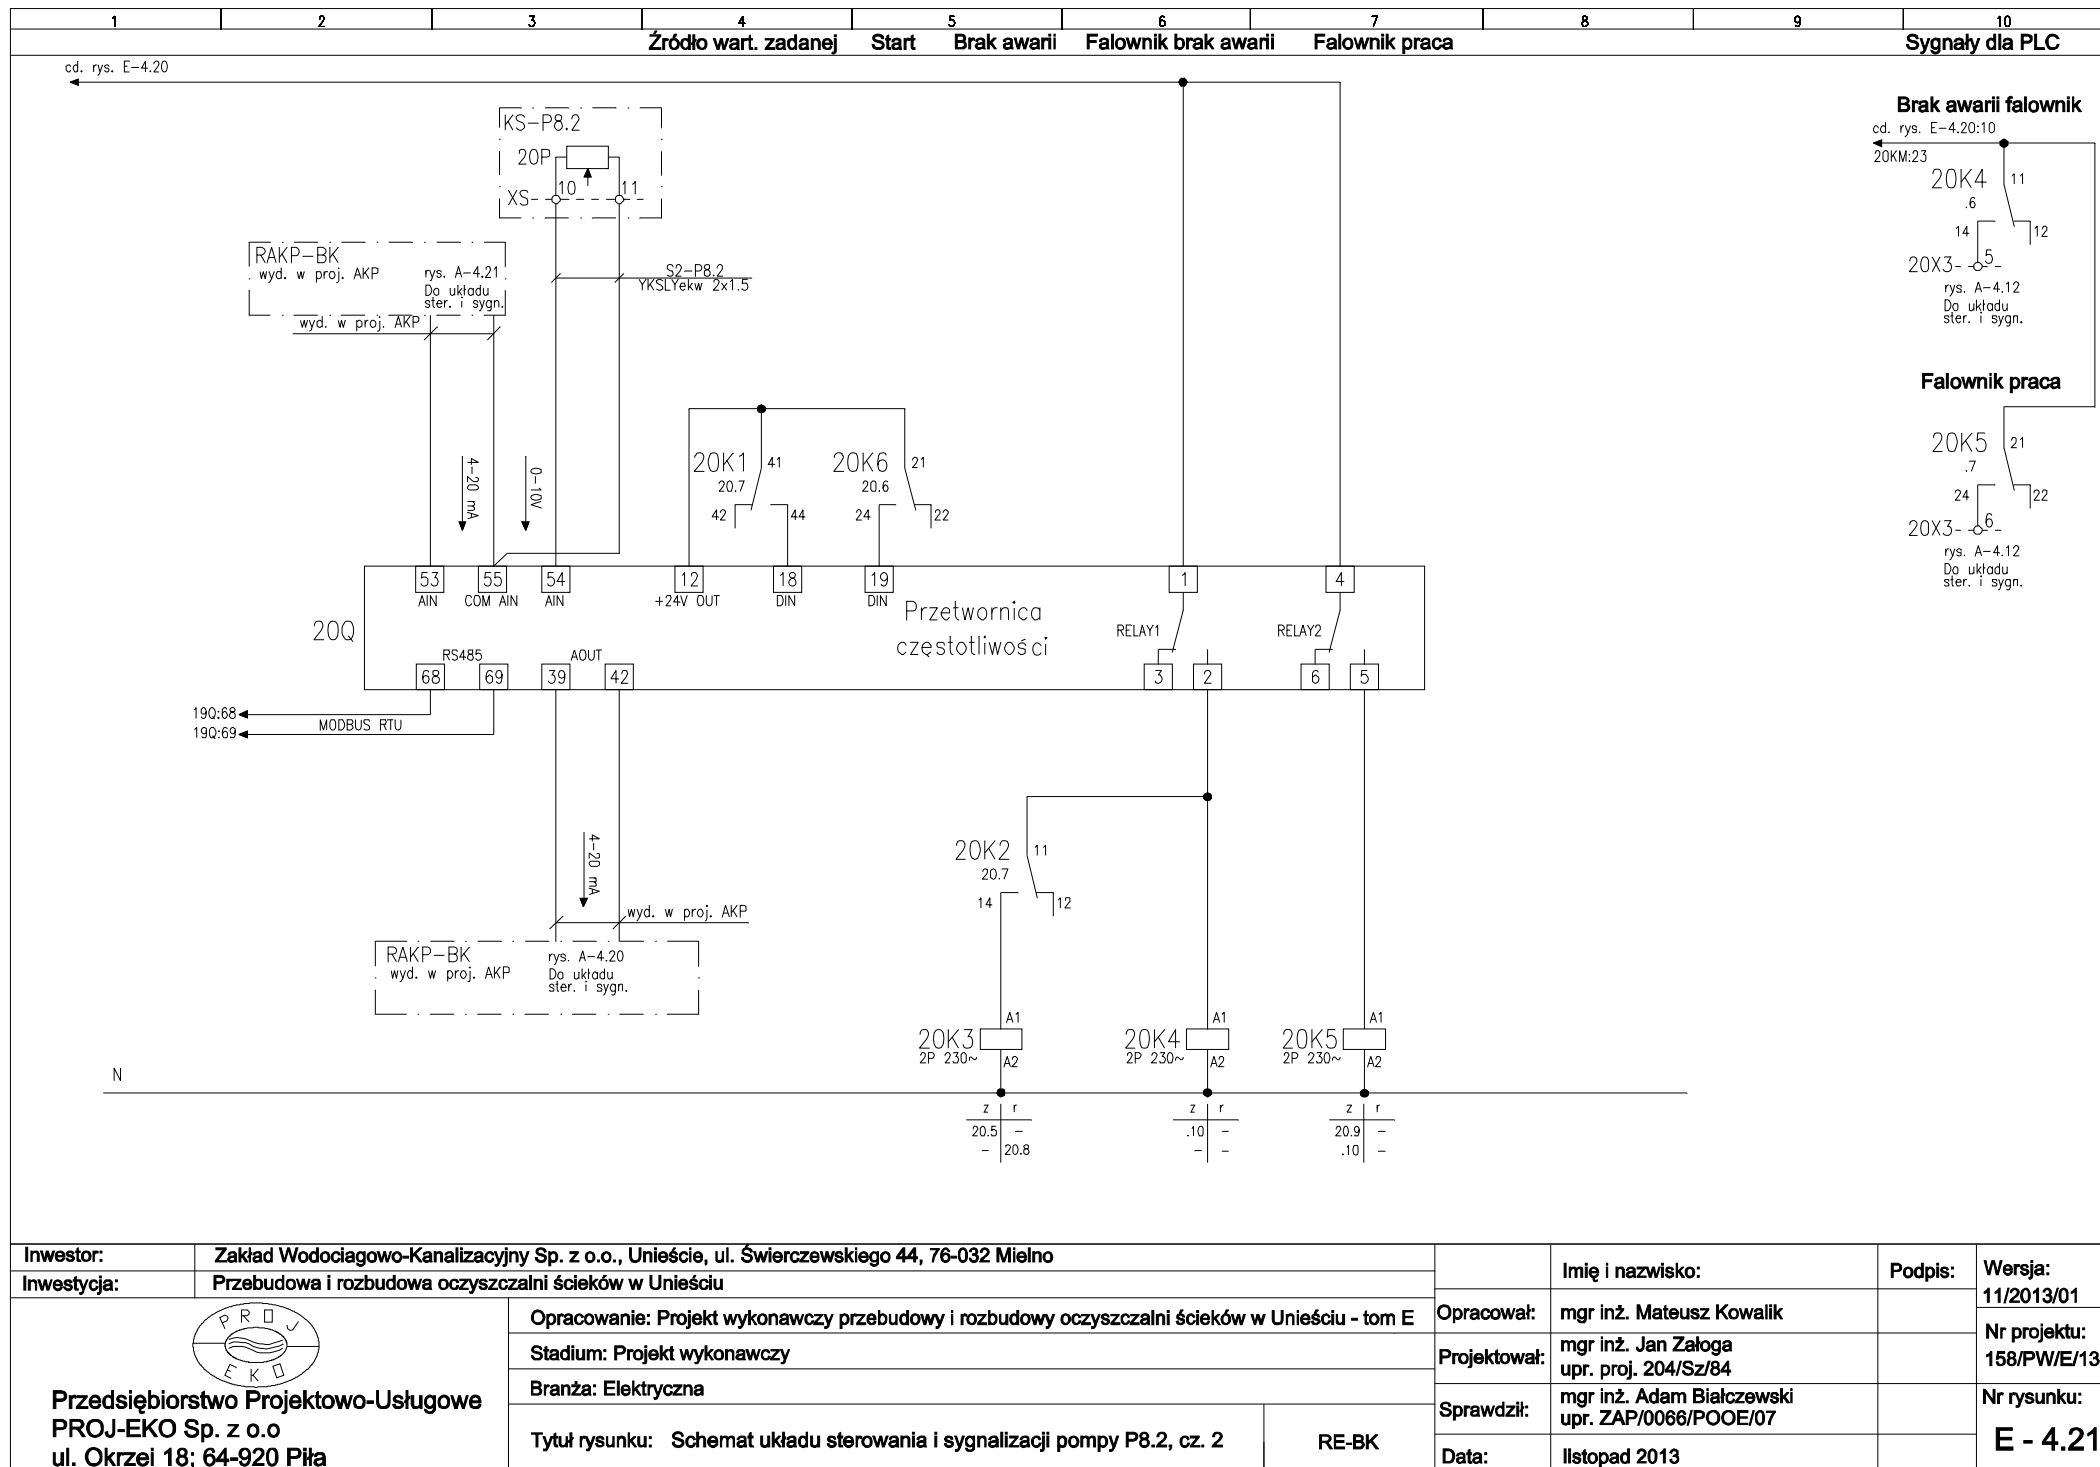 1 2 3 4 5 6 7 8 9 10
Źródło wart. zadanej Start Brak awarii Falownik brak awarii Falownik praca Sygnały dla PLC
cd. rys. E-4.20
KS-P8.2
20P
10 11
XS
RAKP-BK
wyd. w proj. AKP
rys. A-4.21
Do układu
ster. i sygn.
wyd. w proj. AKP
S2-P8.2
YKSLYekw 2x1.5
4-20 mA
0-10V
20K1 41
20.7
42 44
20K6 21
20.6
24 22
53 55 54 12 18 19 1 4
AIN COM AIN AIN +24V OUT DIN DIN
20Q
Przetwornica
częstotliwości
RELAY1 RELAY2
RS485 AOUT
68 69 39 42 3 2 6 5
19Q:68
MODBUS RTU
19Q:69
4-20 mA
wyd. w proj. AKP
RAKP-BK
wyd. w proj. AKP
rys. A-4.20
Do układu
ster. i sygn.
20K2 11
20.7
14 12
A1 A1 A1
20K3 20K4 20K5
2P 230~ A2 2P 230~ A2 2P 230~ A2
N
z r z r z r
20.5 - .10 - 20.9 -
- 20.8 - - .10 -
Brak awarii falownik
cd. rys. E-4.20:10
20KM:23
20K4 11
.6
14 12
20X3 5
rys. A-4.12
Do układu
ster. i sygn.
Falownik praca
20K5 21
.7
24 22
20X3 6
rys. A-4.12
Do układu
ster. i sygn.
Inwestor: Zakład Wodociagowo-Kanalizacyjny Sp. z o.o., Unieście, ul. Świerczewskiego 44, 76-032 Mielno
Inwestycja: Przebudowa i rozbudowa oczyszczalni ścieków w Unieściu
PROJ
EKO
Przedsiębiorstwo Projektowo-Usługowe
PROJ-EKO Sp. z o.o
ul. Okrzei 18; 64-920 Piła
Opracowanie: Projekt wykonawczy przebudowy i rozbudowy oczyszczalni ścieków w Unieściu - tom E
Stadium: Projekt wykonawczy
Branża: Elektryczna
Tytuł rysunku: Schemat układu sterowania i sygnalizacji pompy P8.2, cz. 2 RE-BK
Imię i nazwisko: Podpis:
Opracował: mgr inż. Mateusz Kowalik
Projektował: mgr inż. Jan Załoga
upr. proj. 204/Sz/84
Sprawdził: mgr inż. Adam Białczewski
upr. ZAP/0066/POOE/07
Data: listopad 2013
Wersja:
11/2013/01
Nr projektu:
158/PW/E/13
Nr rysunku:
E - 4.21